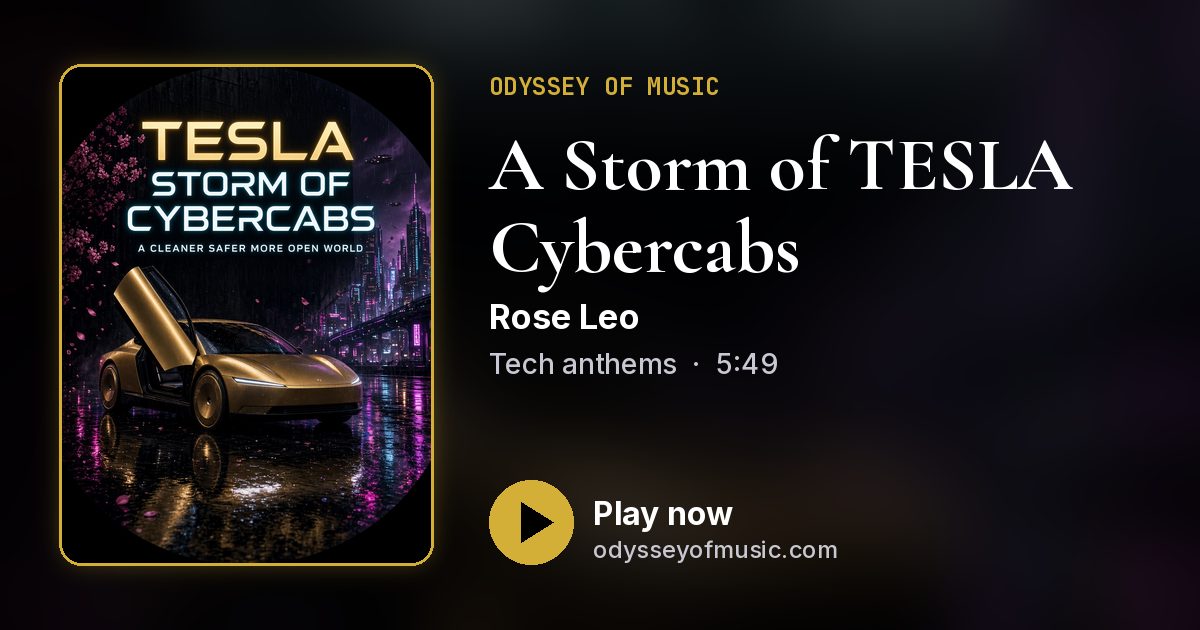 TESLA
STORM OF
CYBERCABS
A CLEANER SAFER MORE OPEN WORLD
ODYSSEY OF MUSIC
A Storm of TESLA
Cybercabs
Rose Leo
Tech anthems · 5:49
Play now
odysseyofmusic.com